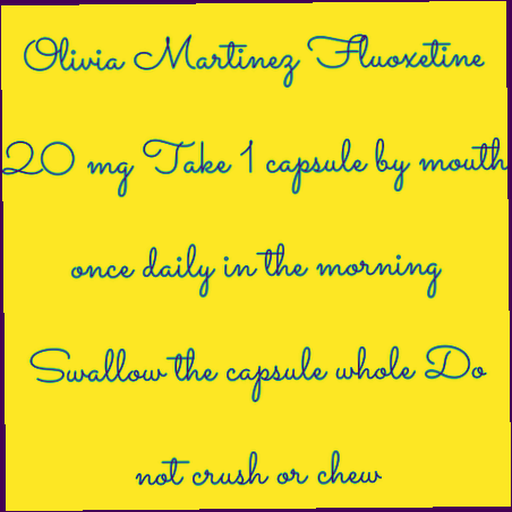 Olivia Martinez Fluoxetine
20 mg Take 1 capsule by mouth
once daily in the morning
Swallow the capsule whole Do
not crush or chew